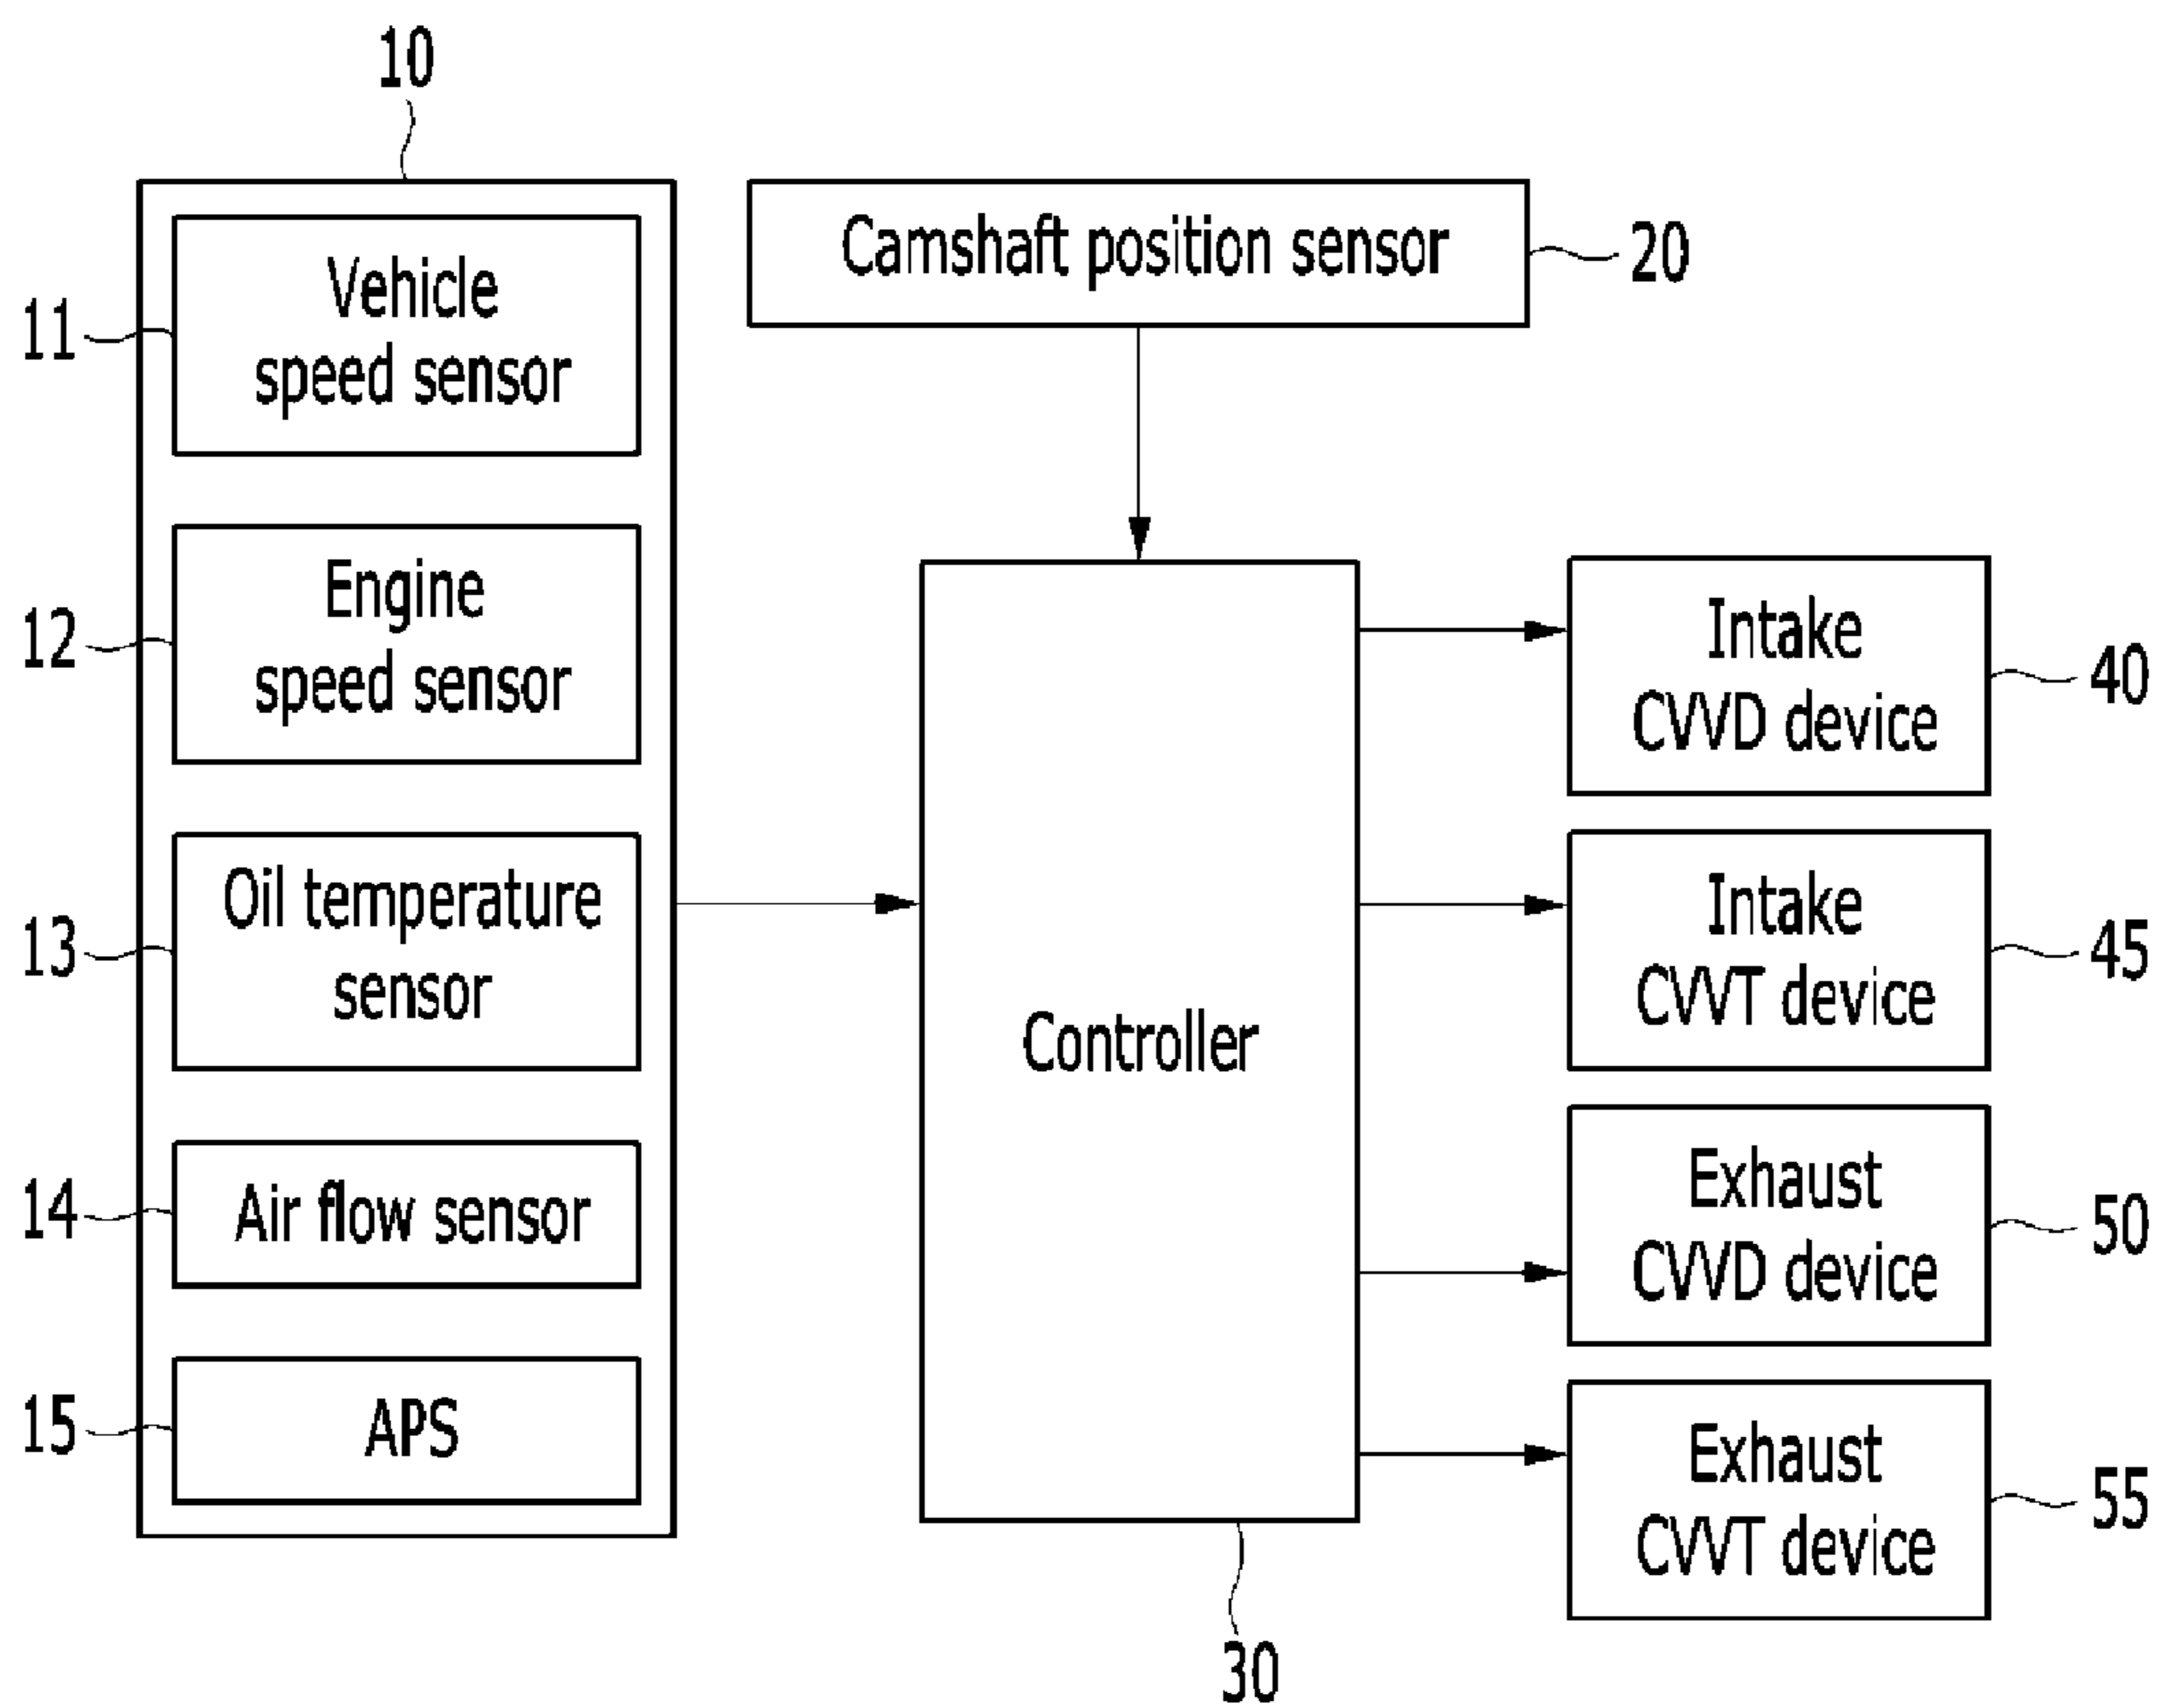 10
11
Vehicle
speed sensor
12
Engine
speed sensor
13
Oil temperature
sensor
14
Air flow sensor
15
APS
Camshaft position sensor
20
Controller
30
Intake
CVVD device
40
Intake
CVVT device
45
Exhaust
CVVD device
50
Exhaust
CVVT device
55